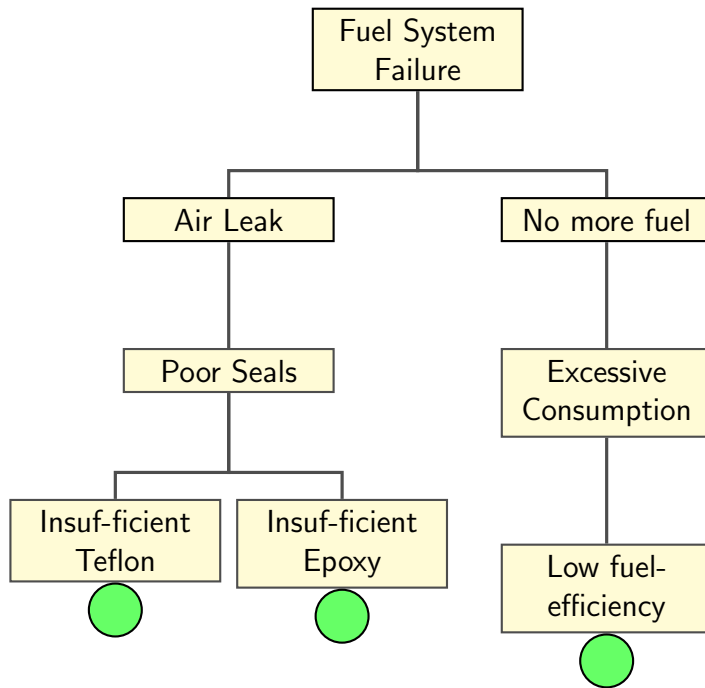 Fuel System
Failure
Air Leak
No more fuel
Poor Seals
Excessive
Consumption
Insuf-ficient
Teflon
Insuf-ficient
Epoxy
Low fuel-
efficiency